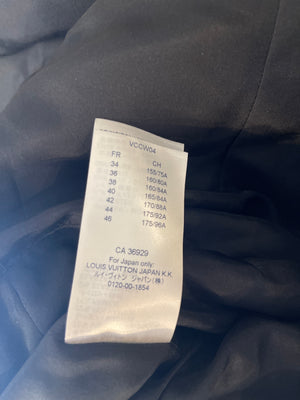 VCCW04
FR CH
34 155/75A
36 160/80A
38 160/84A
40 165/84A
42 170/88A
44 175/92A
46 175/96A
CA 36929
For Japan only:
LOUIS VUITTON JAPAN K.K
ルイ・ヴィトン ジャパン(株)
0120-00-1854